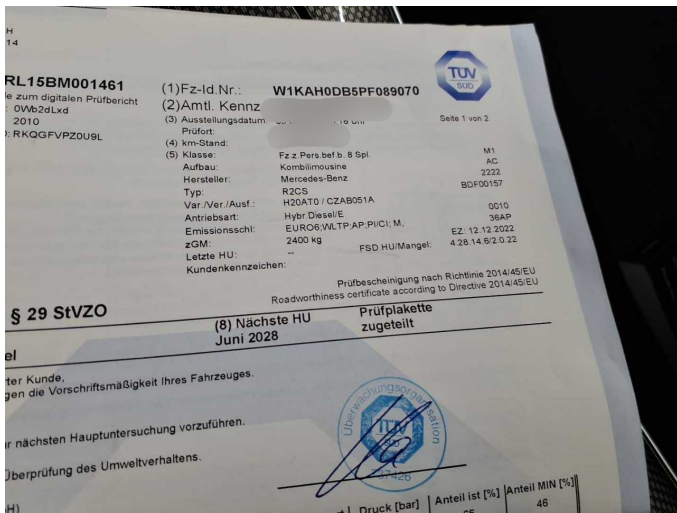 H
14
RL15BM001461
e zum digitalen Prüfbericht
: 0Wb2dLxd
2010
: RKQGFVPZ0U9L
(1)Fz-Id.Nr.: W1KAH0DB5PF089070
(2)Amtl. Kennz
(3) Ausstellungsdatum
Prüfort:
(4) km-Stand:
(5) Klasse: Fz.z.Pers.bef.b. 8 Spl. M1
Aufbau: Kombilimousine AC
Hersteller: Mercedes-Benz 2222
Typ: R2CS BDF00157
Var./Ver./Ausf.: H20AT0 / CZAB051A
Antriebsart: Hybr.Diesel/E 0010
Emissionsschl: EURO6;WLTP;AP;PI/CI; M, 36AP
zGM: 2400 kg EZ: 12.12.2022
Letzte HU: -- FSD.HU/Mangel: 4.28.14.6/2.0.22
Kundenkennzeichen:
TÜV
SÜD
Seite 1 von 2
Prüfbescheinigung nach Richtlinie 2014/45/EU
Roadworthiness certificate according to Directive 2014/45/EU
§ 29 StVZO
(8) Nächste HU
Juni 2028
Prüfplakette
zugeteilt
el
rter Kunde,
gen die Vorschriftsmäßigkeit Ihres Fahrzeuges.
r nächsten Hauptuntersuchung vorzuführen.
Überprüfung des Umweltverhaltens.
Überwachungsorganisation
TÜV
SÜD
H)
Druck [bar] Anteil ist [%] Anteil MIN [%]
46